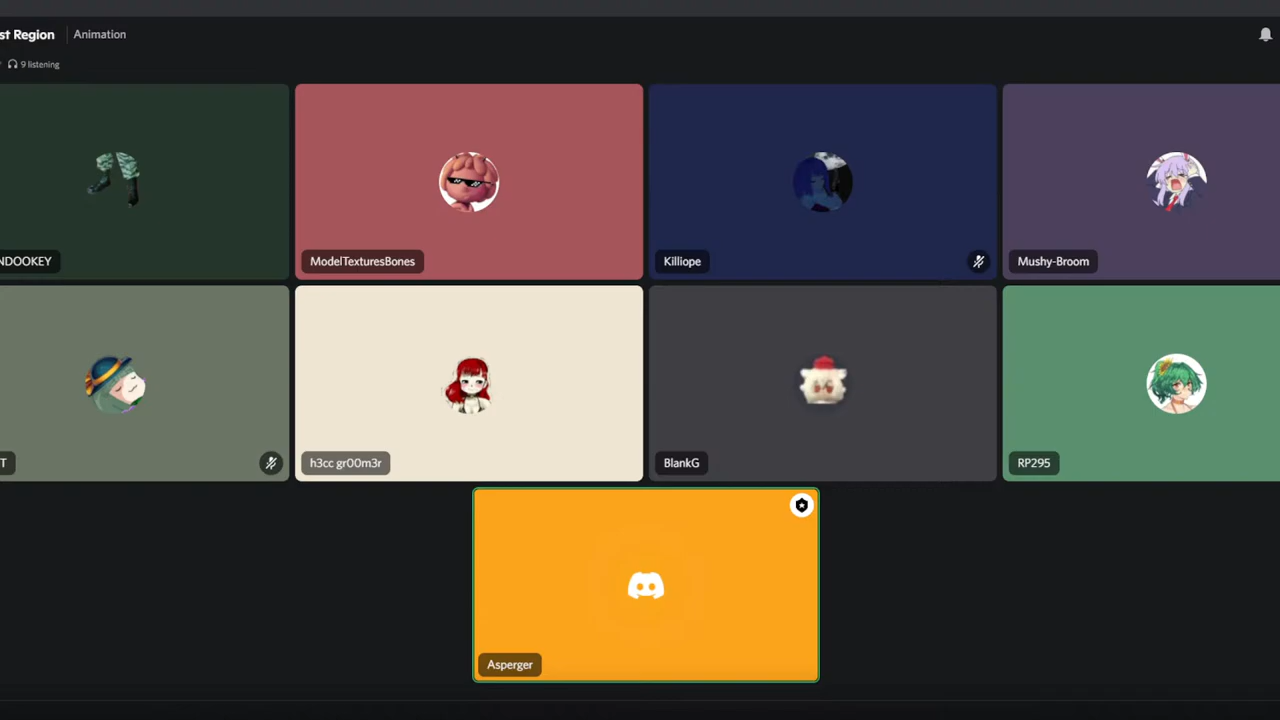 st Region Animation
9 listening
NDOOKEY
ModelTexturesBones
Killiope
Mushy-Broom
T
h3cc gr00m3r
BlankG
RP295
Asperger